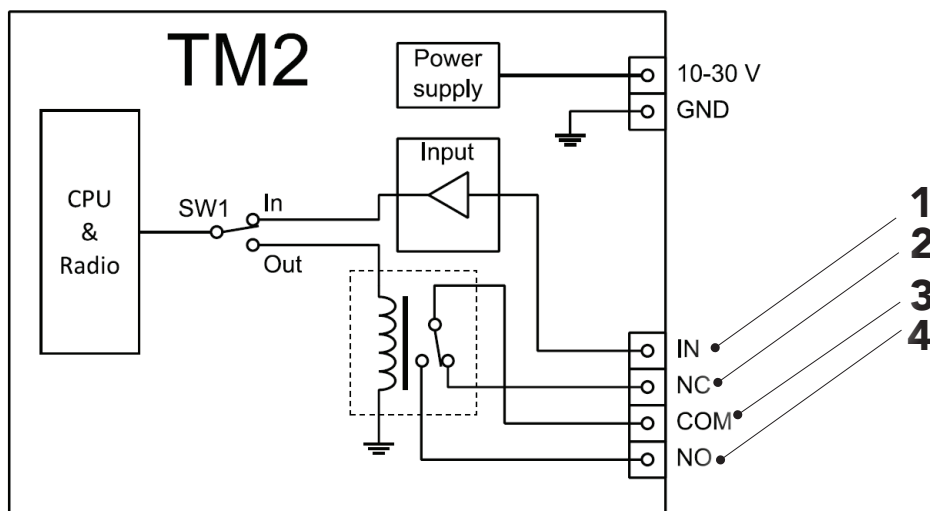 TM2
Power
supply
10-30 V
GND
Input
CPU
&
Radio
SW1
In
Out
1
2
3
4
IN
NC
COM
NO